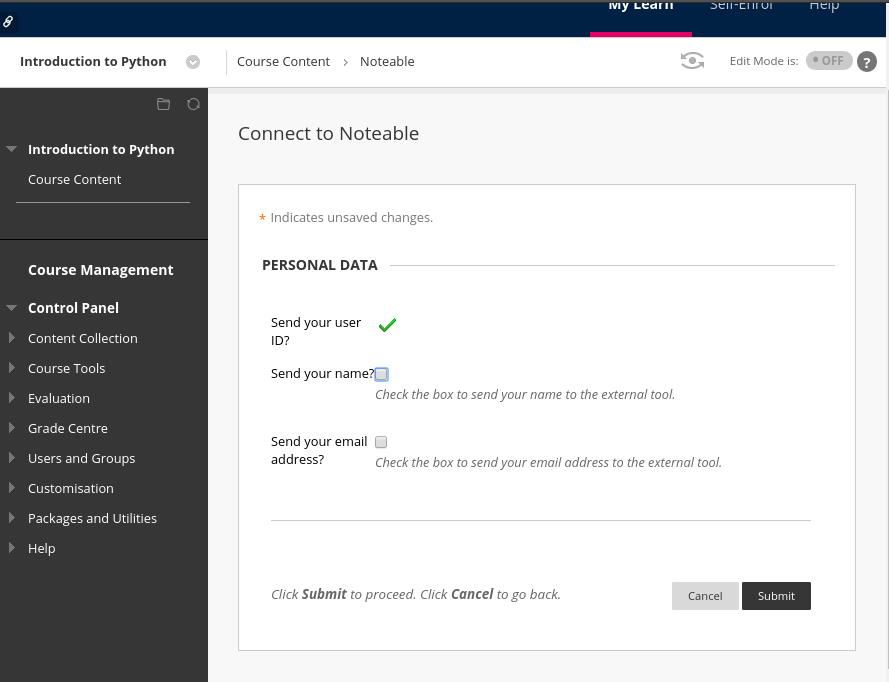 My Learn Self-Enrol Help
Introduction to Python
Course Content > Noteable
Edit Mode is: OFF ?
Introduction to Python
Course Content
Course Management
Control Panel
Content Collection
Course Tools
Evaluation
Grade Centre
Users and Groups
Customisation
Packages and Utilities
Help
Connect to Noteable
* Indicates unsaved changes.
PERSONAL DATA
Send your user
ID?
Send your name?
Check the box to send your name to the external tool.
Send your email
address?
Check the box to send your email address to the external tool.
Click Submit to proceed. Click Cancel to go back.
Cancel
Submit